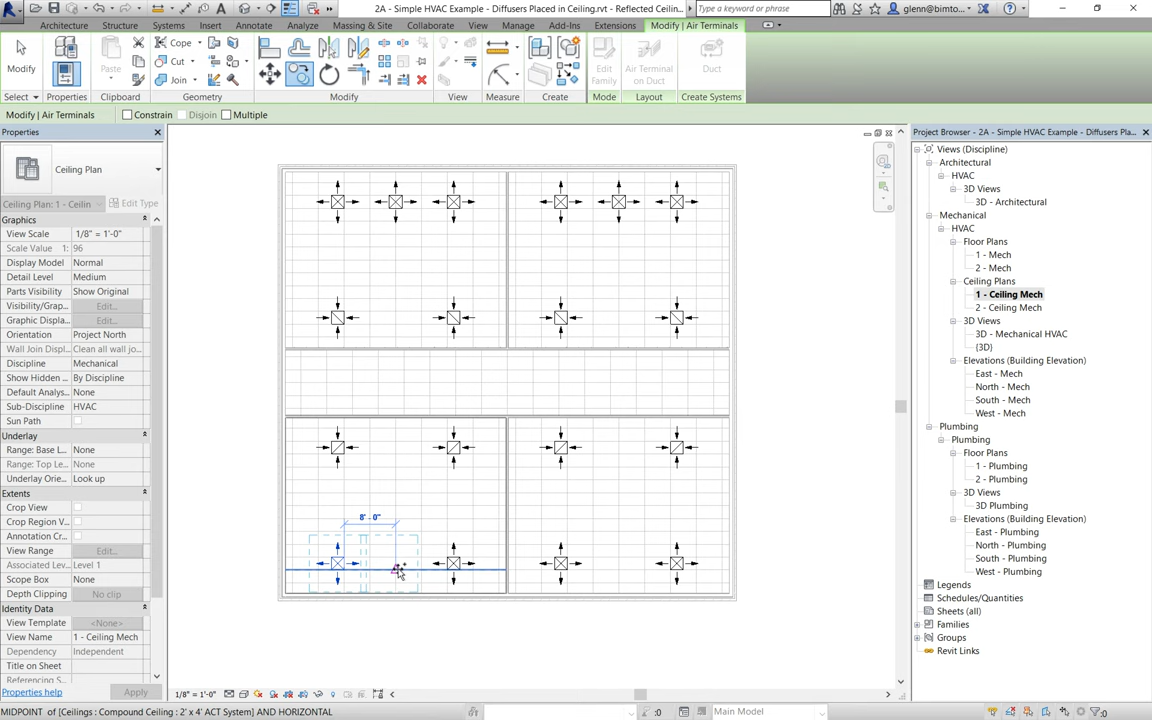 2A - Simple HVAC Example - Diffusers Placed in Ceiling.rvt - Reflected Ceilin...
Type a keyword or phrase
glenn@bimto...
Architecture Structure Systems Insert Annotate Analyze Massing & Site Collaborate View Manage Add-Ins Extensions Modify | Air Terminals
Modify
Paste
Cope
Cut
Join
Edit
Family
Air Terminal
on Duct
Duct
Select Properties Clipboard Geometry Modify View Measure Create Mode Layout Create Systems
Modify | Air Terminals Constrain Disjoin Multiple
Properties
Ceiling Plan
Ceiling Plan: 1 - Ceilin Edit Type
Graphics
View Scale 1/8" = 1'-0"
Scale Value 1: 96
Display Model Normal
Detail Level Medium
Parts Visibility Show Original
Visibility/Grap... Edit...
Graphic Displa... Edit...
Orientation Project North
Wall Join Displ... Clean all wall jo...
Discipline Mechanical
Show Hidden ... By Discipline
Default Analys... None
Sub-Discipline HVAC
Sun Path
Underlay
Range: Base L... None
Range: Top Le... None
Underlay Orie... Look up
Extents
Crop View
Crop Region V...
Annotation Cr...
View Range Edit...
Associated Lev... Level 1
Scope Box None
Depth Clipping No clip
Identity Data
View Template <None>
View Name 1 - Ceiling Mech
Dependency Independent
Title on Sheet
Properties help Apply
8' - 0"
Project Browser - 2A - Simple HVAC Example - Diffusers Pla...
Views (Discipline)
Architectural
HVAC
3D Views
3D - Architectural
Mechanical
HVAC
Floor Plans
1 - Mech
2 - Mech
Ceiling Plans
1 - Ceiling Mech
2 - Ceiling Mech
3D Views
3D - Mechanical HVAC
{3D}
Elevations (Building Elevation)
East - Mech
North - Mech
South - Mech
West - Mech
Plumbing
Plumbing
Floor Plans
1 - Plumbing
2 - Plumbing
3D Views
3D Plumbing
Elevations (Building Elevation)
East - Plumbing
North - Plumbing
South - Plumbing
West - Plumbing
Legends
Schedules/Quantities
Sheets (all)
Families
Groups
Revit Links
1/8" = 1'-0"
MIDPOINT of [Ceilings : Compound Ceiling : 2' x 4' ACT System] AND HORIZONTAL
:0
Main Model
:0